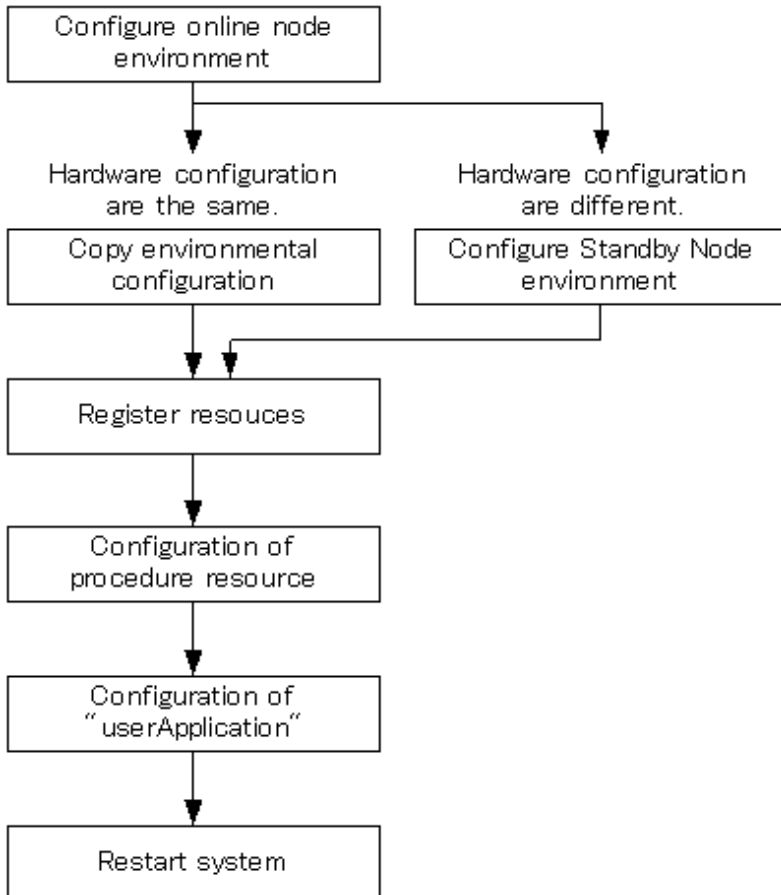 Configure online node
environment
Hardware configuration
are the same.
Hardware configuration
are different.
Copy environmental
configuration
Configure Standby Node
environment
Register resouces
Configuration of
procedure resource
Configuration of
“userApplication“
Restart system